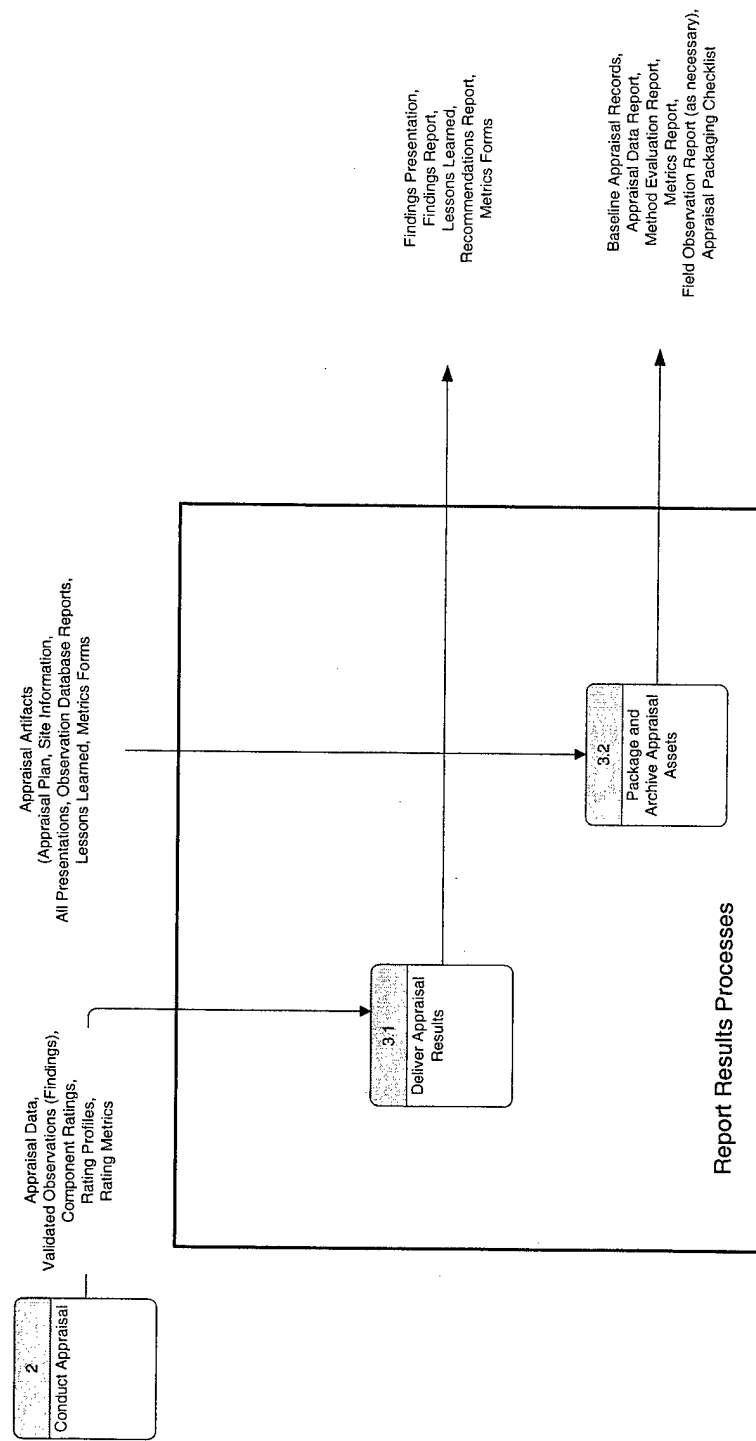 2
Conduct Appraisal
Appraisal Data,
Validated Observations (Findings),
Component Ratings,
Rating Profiles,
Rating Metrics
Appraisal Artifacts
(Appraisal Plan, Site Information,
All Presentations, Observation Database Reports,
Lessons Learned, Metrics Forms
3.1
Deliver Appraisal
Results
Findings Presentation,
Findings Report,
Lessons Learned,
Recommendations Report,
Metrics Forms
3.2
Package and
Archive Appraisal
Assets
Baseline Appraisal Records,
Appraisal Data Report,
Method Evaluation Report,
Metrics Report,
Field Observation Report (as necessary),
Appraisal Packaging Checklist
Report Results Processes